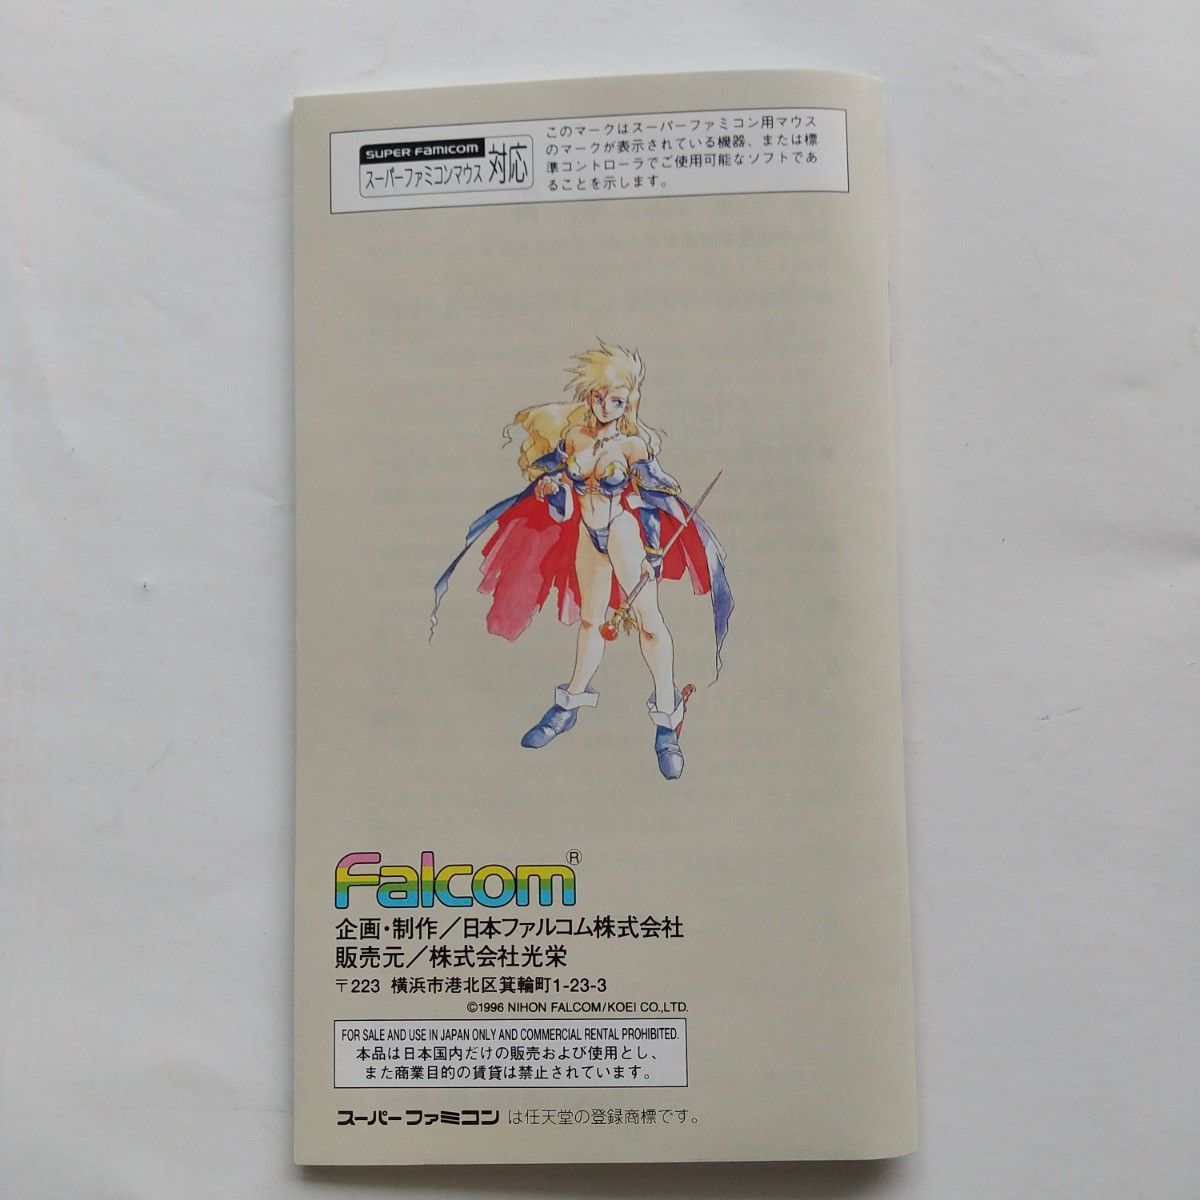 SUPER FAMICOM
スーパーファミコンマウス 対応
このマークはスーパーファミコン用マウス
のマークが表示されている機器、または標
準コントローラでご使用可能なソフトであ
ることを示します。
Falcom®
企画・制作／日本ファルコム株式会社
販売元／株式会社光栄
〒223 横浜市港北区箕輪町1-23-3
©1996 NIHON FALCOM/KOEI CO.,LTD.
FOR SALE AND USE IN JAPAN ONLY AND COMMERCIAL RENTAL PROHIBITED.
本品は日本国内だけの販売および使用とし、
また商業目的の賃貸は禁止されています。
スーパーファミコン は任天堂の登録商標です。